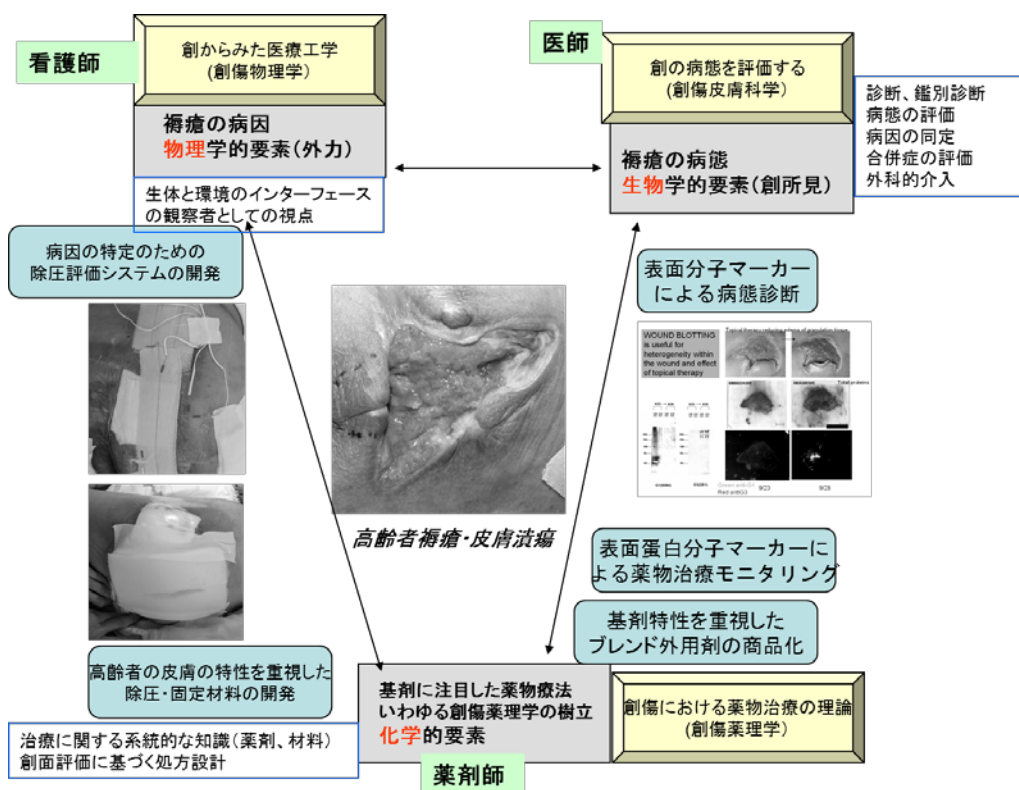 看護師
創からみた医療工学
(創傷物理学)
褥瘡の病因
物理学的要素(外力)
生体と環境のインターフェース
の観察者としての視点
医師
創の病態を評価する
(創傷皮膚科学)
褥瘡の病態
生物学的要素(創所見)
診断、鑑別診断
病態の評価
病因の同定
合併症の評価
外科的介入
病因の特定のための
除圧評価システムの開発
表面分子マーカー
による病態診断
WOUND BLOTTING
is useful for
heterogeneity within
the wound and effect
of topical therapy
Total proteins
9/23
9/28
高齢者褥瘡・皮膚潰瘍
表面蛋白分子マーカーに
よる薬物治療モニタリング
基剤特性を重視した
ブレンド外用剤の商品化
高齢者の皮膚の特性を重視した
除圧・固定材料の開発
基剤に注目した薬物療法
いわゆる創傷薬理学の樹立
化学的要素
創傷における薬物治療の理論
(創傷薬理学)
治療に関する系統的な知識(薬剤、材料)
創面評価に基づく処方設計
薬剤師